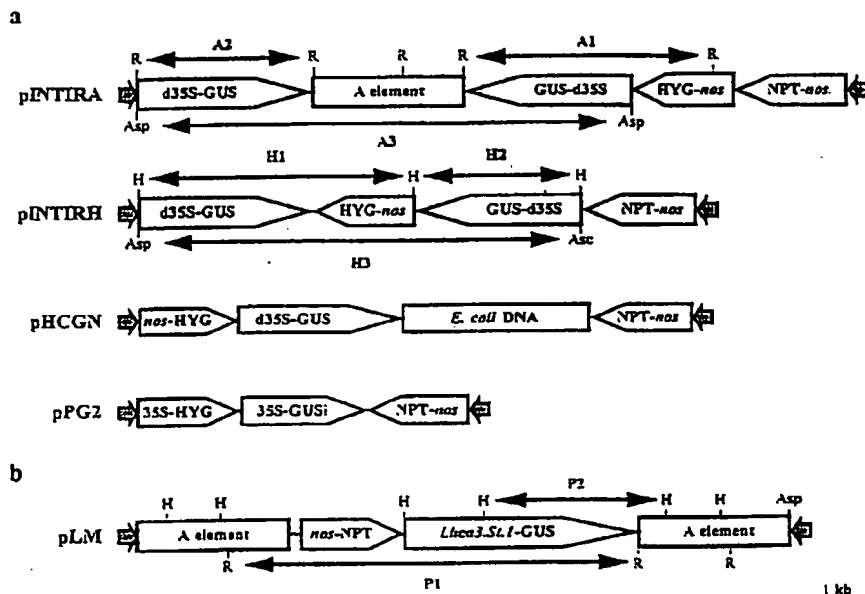 a
A2 A1
R R R R
pINTIRA d35S-GUS A element GUS-d35S HYG-nos NPT-nos
Asp Asp
A3
H1 H2
H H H
pINTIRH d35S-GUS HYG-nos GUS-d35S NPT-nos
Asp Asc
H3
pHCGN nos-HYG d35S-GUS E. coli DNA NPT-nos
pPG2 35S-HYG 35S-GUSi NPT-nos
b
P2
H H H H H H Asp
pLM A element nos-NPT Lhca3.St.1-GUS A element
R R R
P1
1 kb